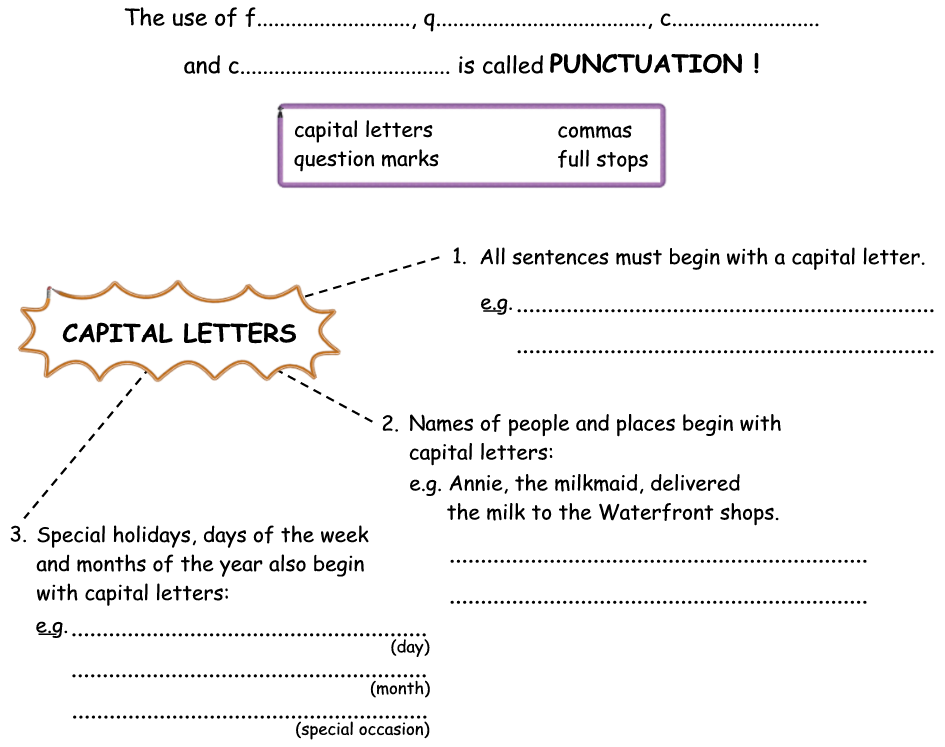 The use of f..........................., q....................................., c..........................
and c..................................... is called PUNCTUATION !
capital letters commas
question marks full stops
CAPITAL LETTERS
1. All sentences must begin with a capital letter.
e.g. ..........................................................................
..........................................................................
2. Names of people and places begin with
capital letters:
e.g. Annie, the milkmaid, delivered
the milk to the Waterfront shops.
..........................................................................
..........................................................................
3. Special holidays, days of the week
and months of the year also begin
with capital letters:
e.g. ...............................................................
(day)
...............................................................
(month)
...............................................................
(special occasion)